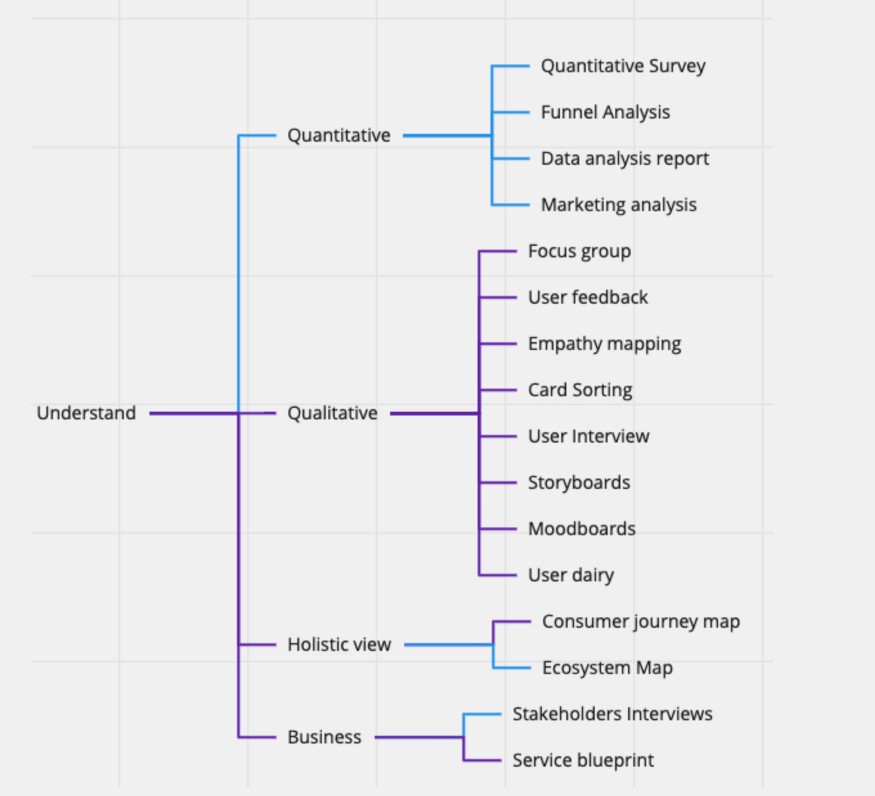 Understand
Quantitative
Quantitative Survey
Funnel Analysis
Data analysis report
Marketing analysis
Qualitative
Focus group
User feedback
Empathy mapping
Card Sorting
User Interview
Storyboards
Moodboards
User dairy
Holistic view
Consumer journey map
Ecosystem Map
Business
Stakeholders Interviews
Service blueprint